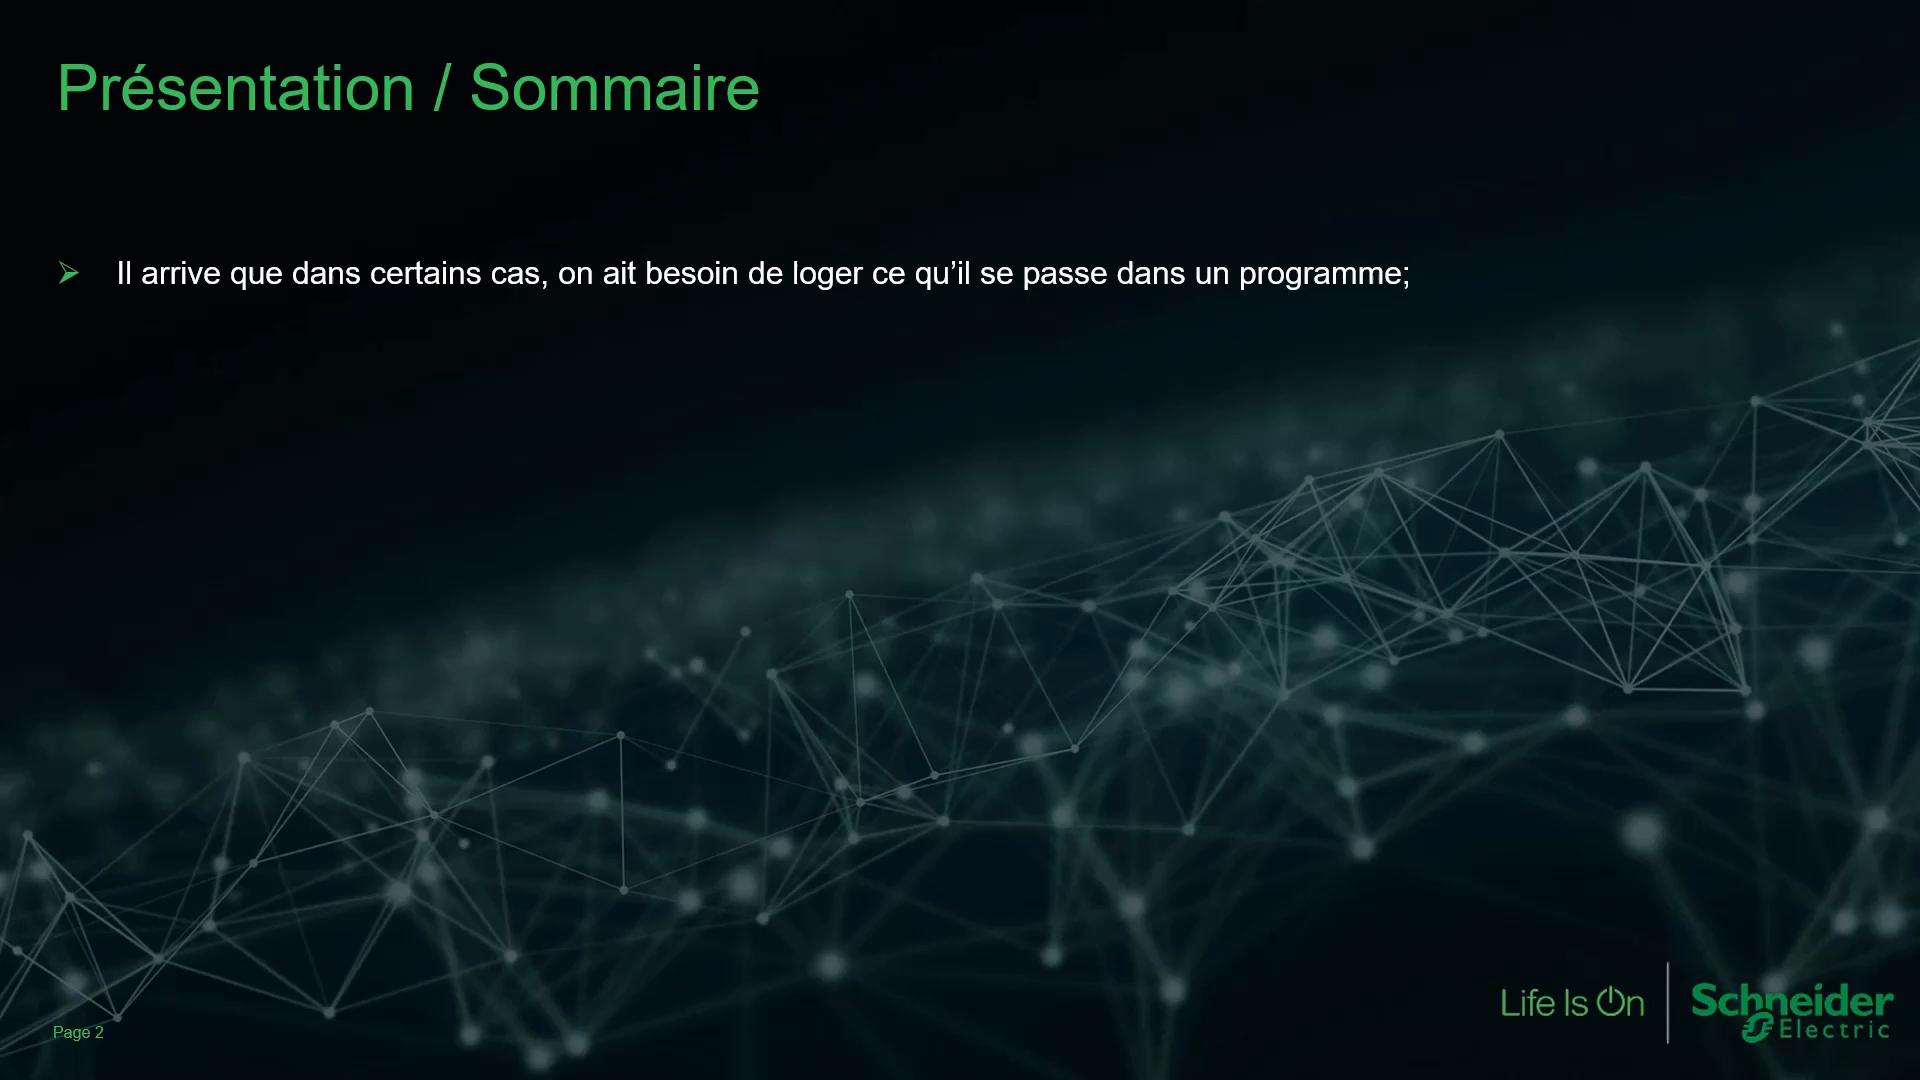 Présentation / Sommaire
Il arrive que dans certains cas, on ait besoin de loger ce qu’il se passe dans un programme;
Life Is On
Schneider
Electric
Page 2